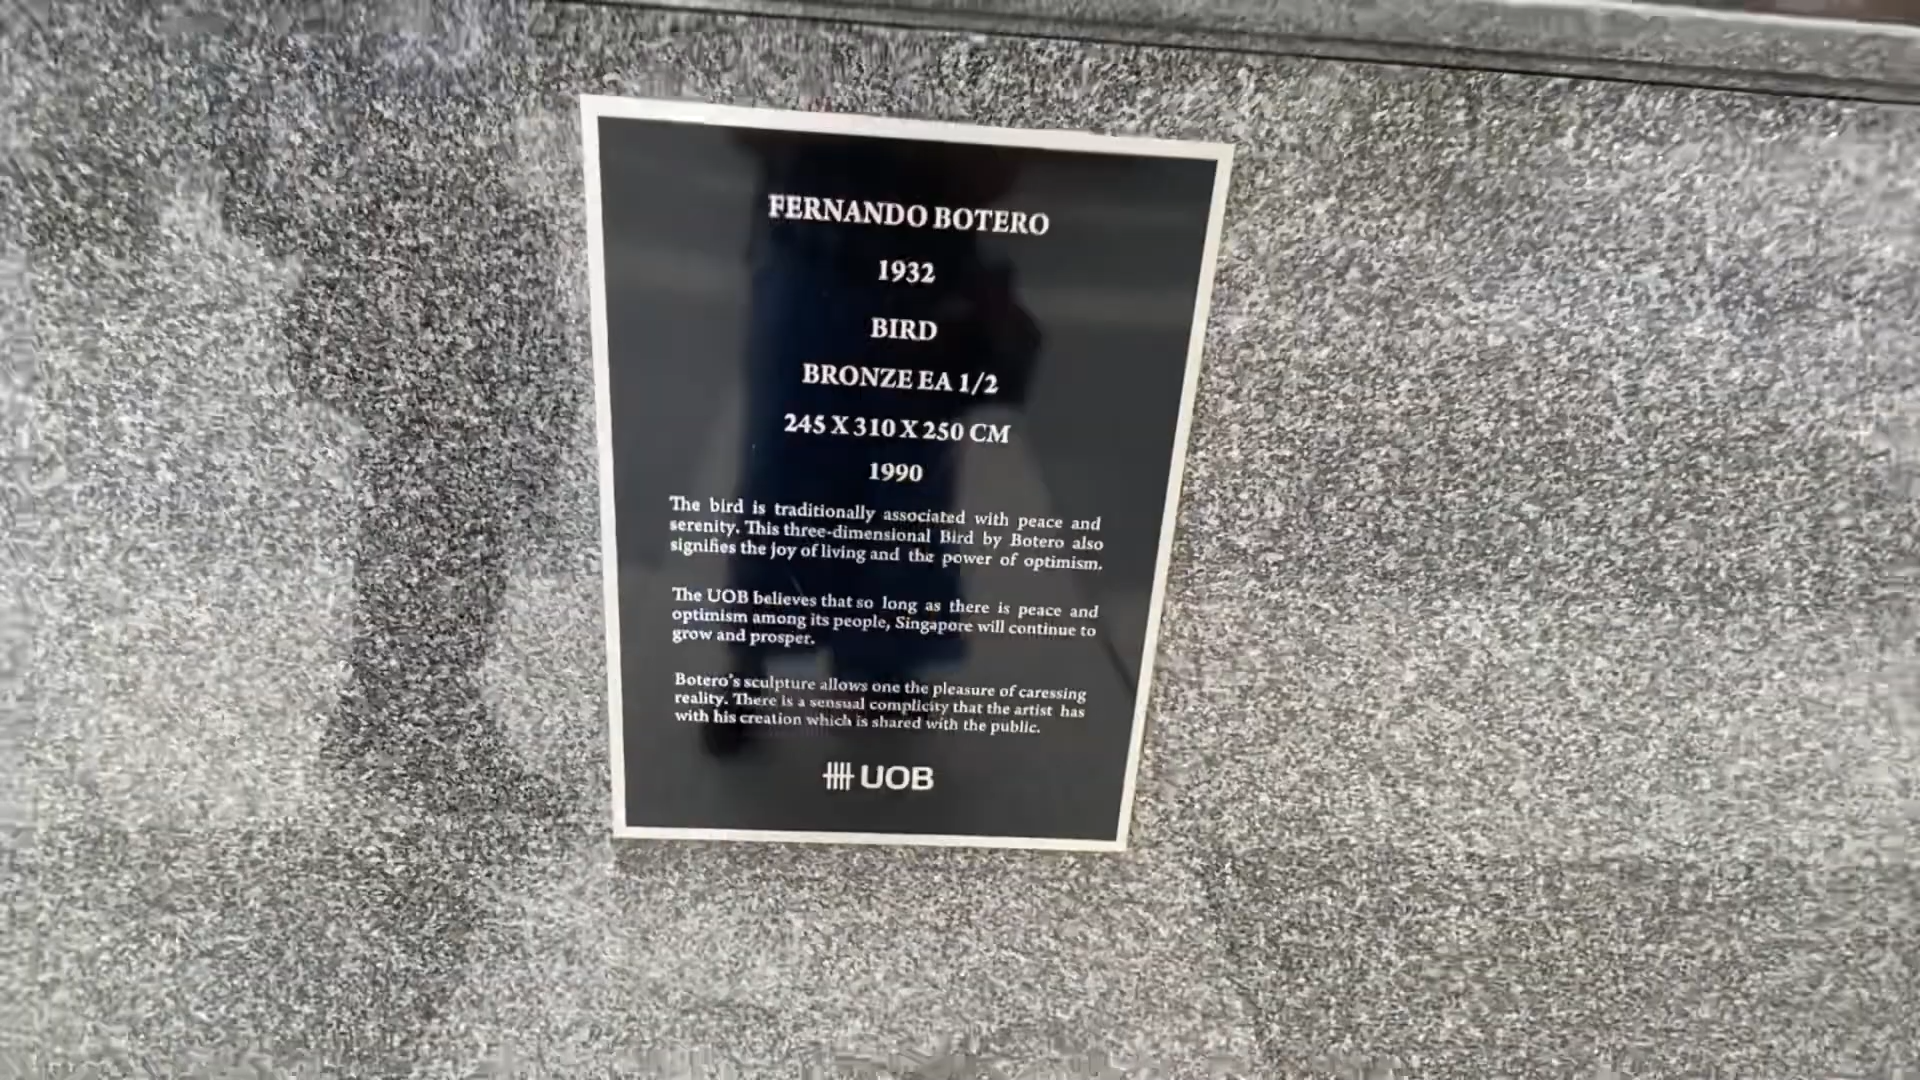 FERNANDO BOTERO
1932
BIRD
BRONZE EA 1/2
245 X 310 X 250 CM
1990
The bird is traditionally associated with peace and
serenity. This three-dimensional Bird by Botero also
signifies the joy of living and the power of optimism.
The UOB believes that so long as there is peace and
optimism among its people, Singapore will continue to
grow and prosper.
Botero's sculpture allows one the pleasure of caressing
reality. There is a sensual complicity that the artist has
with his creation which is shared with the public.
UOB